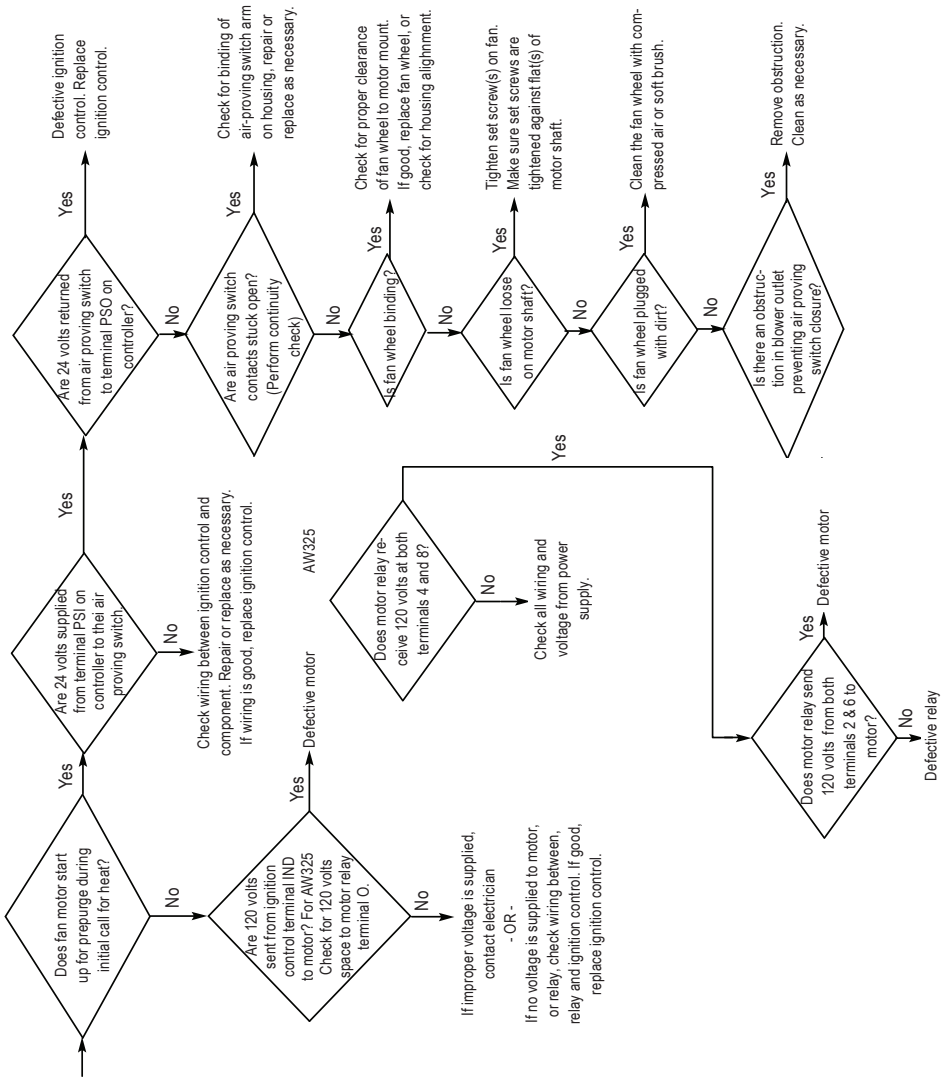 Does fan motor start
up for prepurge during
initial call for heat?
Yes
No
Are 24 volts supplied
from terminal PSI on
controller to thei air
proving switch,
Yes
No
Check wiring between ignition control and
component. Repair or replace as necessary.
If wiring is good, replace ignition control.
Are 24 volts returned
from air proving switch
to terminal PSO on
controller?
Yes
Defective ignition
control. Replace
ignition control.
No
Are air proving switch
contacts stuck open?
(Perform continuity
check)
Yes
Check for binding of
air-proving switch arm
on housing, repair or
replace as necessary.
No
Is fan wheel binding?
Yes
Check for proper clearance
of fan wheel to motor mount.
If good, replace fan wheel, or
check for housing alighnment.
No
Is fan wheel loose
on motor shaft?
Yes
Tighten set screw(s) on fan.
Make sure set screws are
tightened against flat(s) of
motor shaft.
No
Is fan wheel plugged
with dirt?
Yes
Clean the fan wheel with com-
pressed air or soft brush.
No
Is there an obstruc-
tion in blower outlet
preventing air proving
switch closure?
Yes
Remove obstruction.
Clean as necessary.
Are 120 volts
sent from ignition
control terminal IND
to motor? For AW325
Check for 120 volts
space to motor relay
terminal O.
Yes
Defective motor
No
If improper voltage is supplied,
contact electrician
- OR -
If no voltage is supplied to motor,
or relay, check wiring between,
relay and ignition control. If good,
replace ignition control.
AW325
Does motor relay re-
ceive 120 volts at both
terminals 4 and 8?
Yes
No
Check all wiring and
voltage from power
supply.
Does motor relay send
120 volts from both
terminals 2 & 6 to
motor?
Yes
Defective motor
No
Defective relay